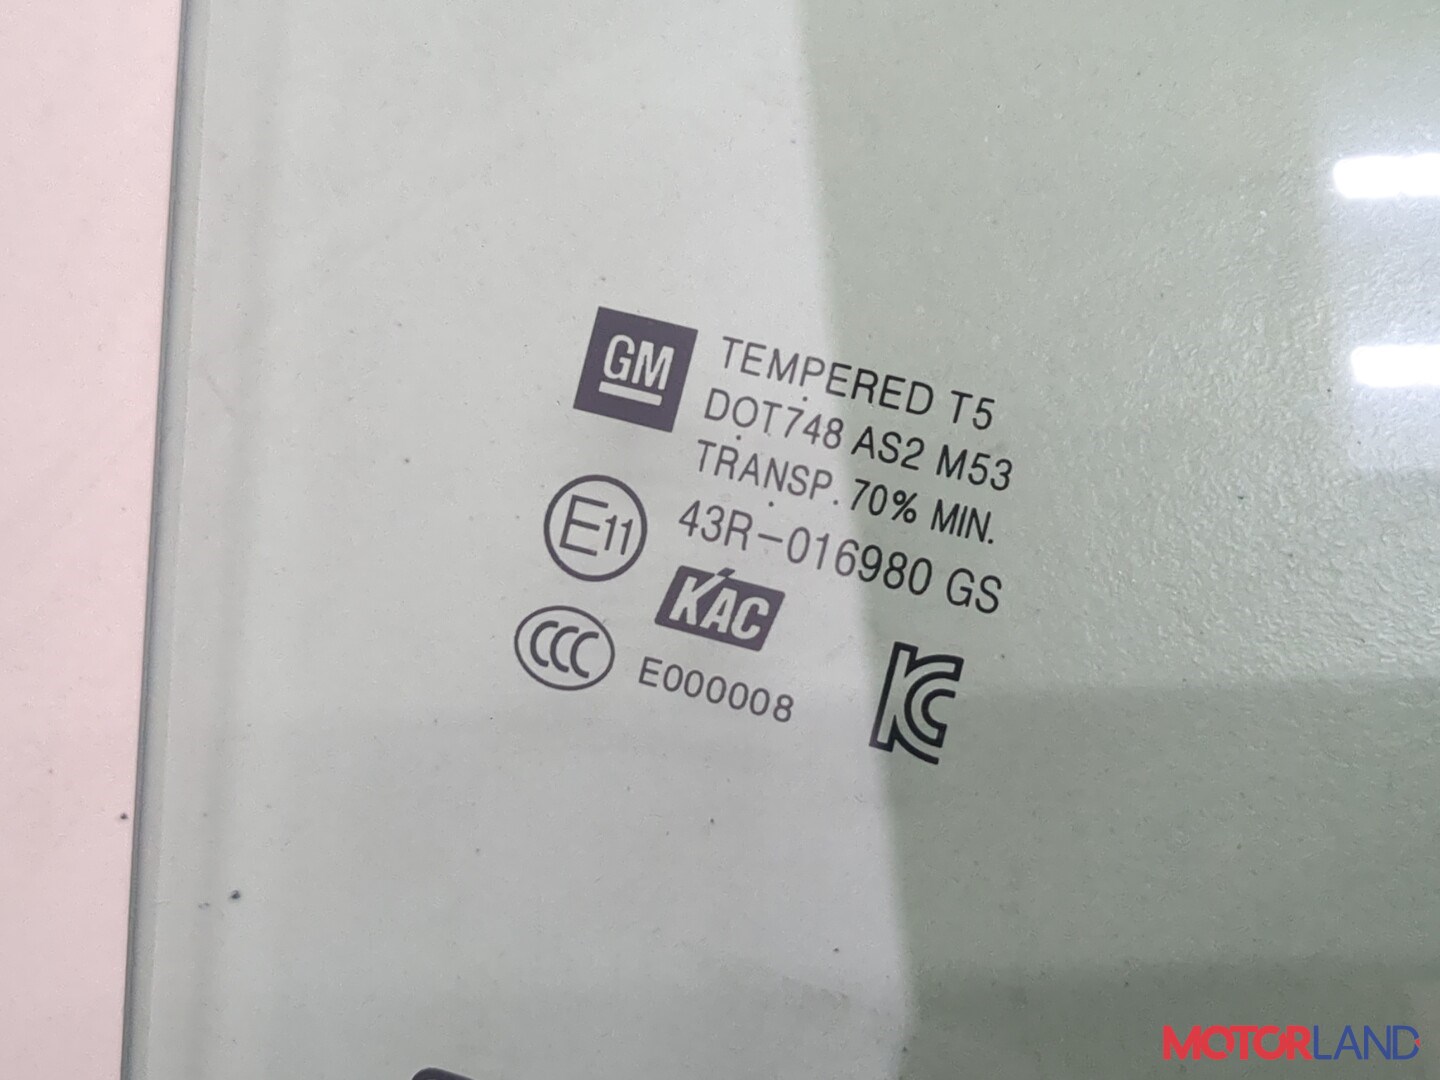 GM
TEMPERED T5
DOT748 AS2 M53
TRANSP. 70% MIN.
E11
43R-016980 GS
KAC
CCC
E000008
KC
MOTORLAND